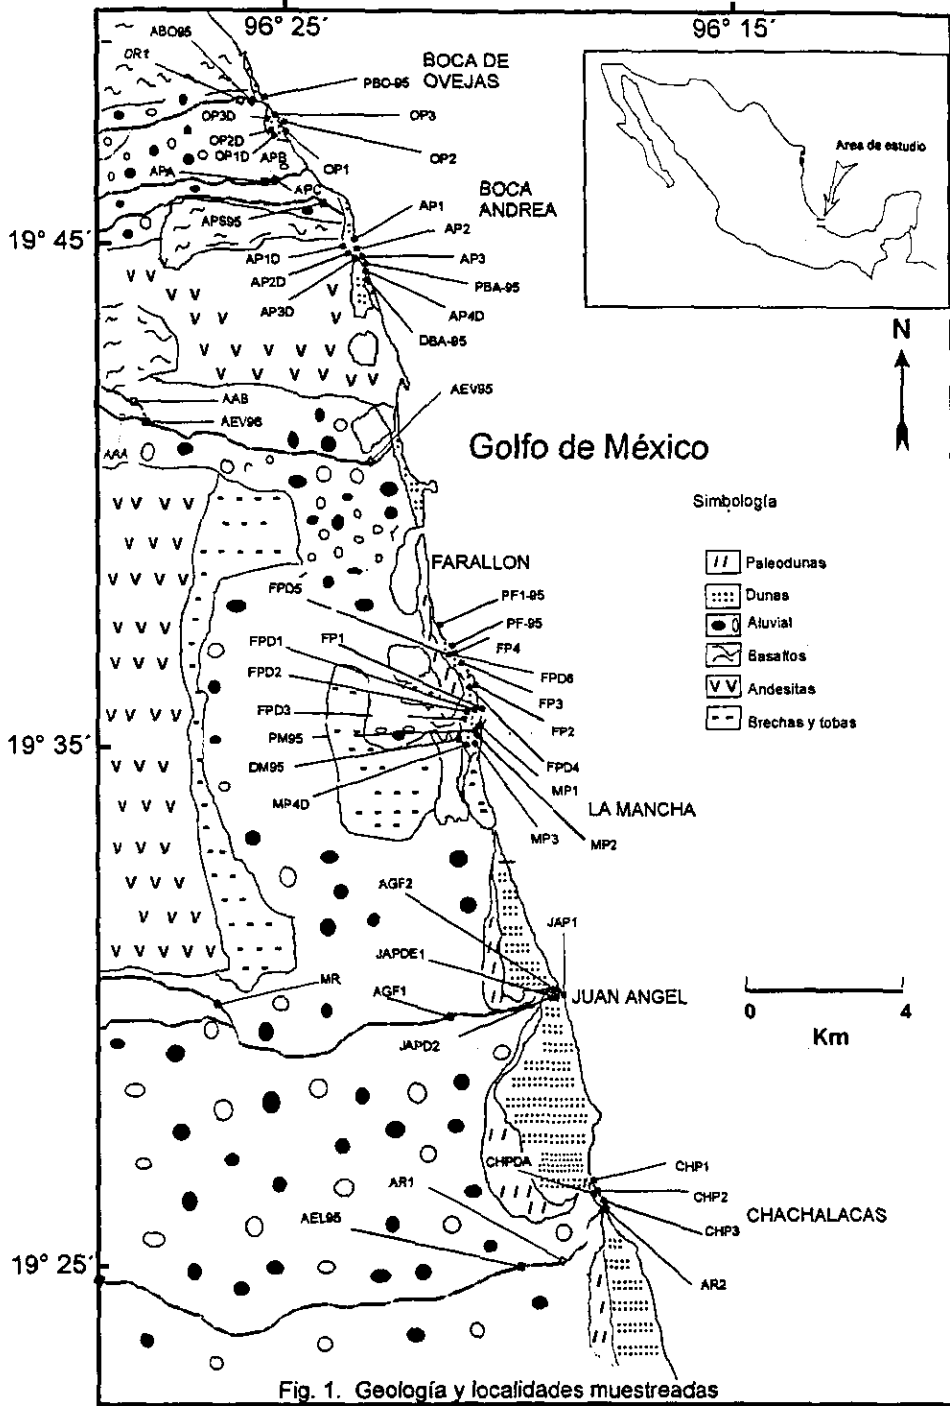 96° 25´
96° 15´
ABO95
OR1
BOCA DE
OVEJAS
PBO-95
OP3D
OP3
OP2D
OP1D
APB
OP1
OP2
APA
APC
BOCA
ANDREA
APS95
AP1
AP2
19° 45´
AP1D
AP3
AP2D
PBA-95
AP3D
AP4D
DBA-95
Area de estudio
N
AAB
AEV95
AEV96
AAA
Golfo de México
Simbología
Paleodunas
Dunas
Aluvial
Basaltos
Andesitas
Brechas y tobas
FARALLON
FPD5
PF1-95
PF-95
FPD1
FP1
FP4
FPD2
FPD6
FP3
FPD3
FP2
PM95
19° 35´
DM95
FPD4
MP1
MP4D
LA MANCHA
MP3
MP2
AGF2
JAP1
JAPDE1
MR
AGF1
JUAN ANGEL
JAPD2
0
4
Km
CHPDA
CHP1
AR1
CHP2
AEL95
CHP3
CHACHALACAS
19° 25´
AR2
Fig. 1. Geología y localidades muestreadas